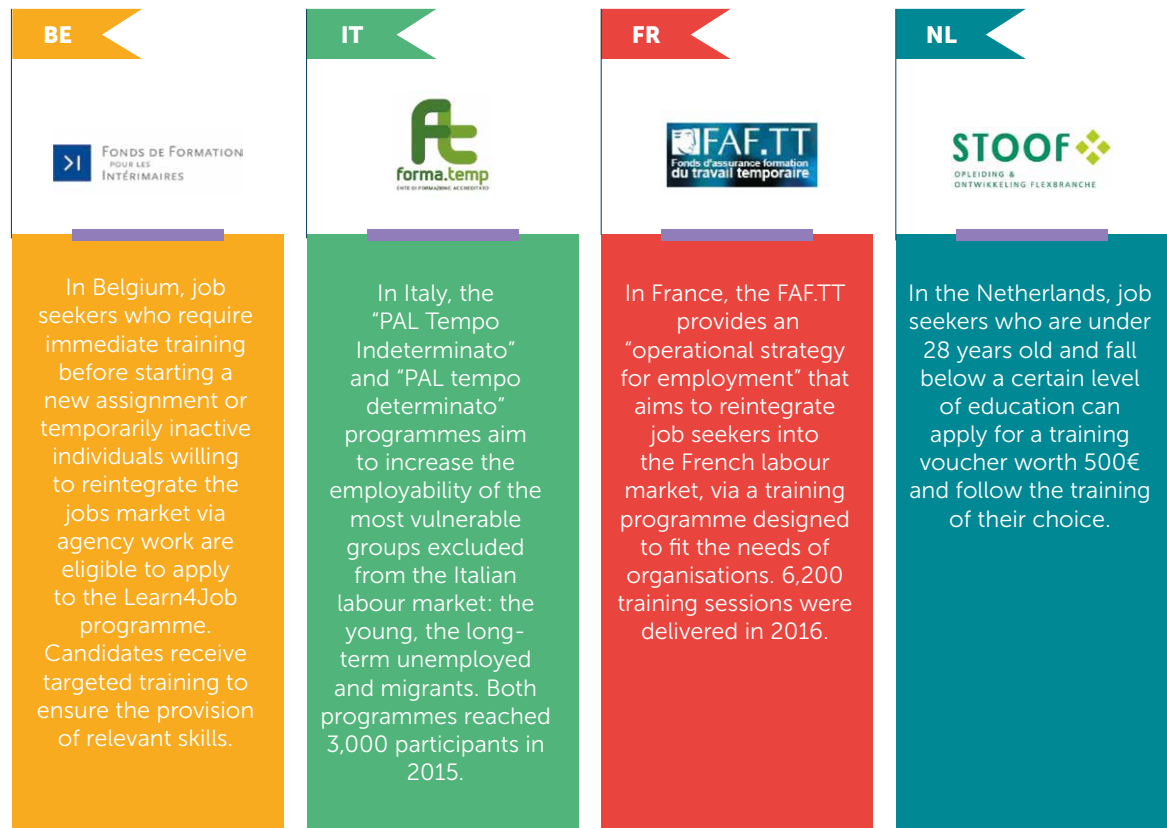 BE
FONDS DE FORMATION
POUR LES
INTÉRIMAIRES
In Belgium, job
seekers who require
immediate training
before starting a
new assignment or
temporarily inactive
individuals willing
to reintegrate the
jobs market via
agency work are
eligible to apply
to the Learn4Job
programme.
Candidates receive
targeted training to
ensure the provision
of relevant skills.
IT
forma.temp
ENTE DI FORMAZIONE ACCREDITATO
In Italy, the
“PAL Tempo
Indeterminato”
and “PAL tempo
determinato”
programmes aim
to increase the
employability of the
most vulnerable
groups excluded
from the Italian
labour market: the
young, the long-
term unemployed
and migrants. Both
programmes reached
3,000 participants in
2015.
FR
FAF.TT
Fonds d'assurance formation
du travail temporaire
In France, the FAF.TT
provides an
“operational strategy
for employment” that
aims to reintegrate
job seekers into
the French labour
market, via a training
programme designed
to fit the needs of
organisations. 6,200
training sessions were
delivered in 2016.
NL
STOOF
OPLEIDING &
ONTWIKKELING FLEXBRANCHE
In the Netherlands, job
seekers who are under
28 years old and fall
below a certain level
of education can
apply for a training
voucher worth 500€
and follow the training
of their choice.